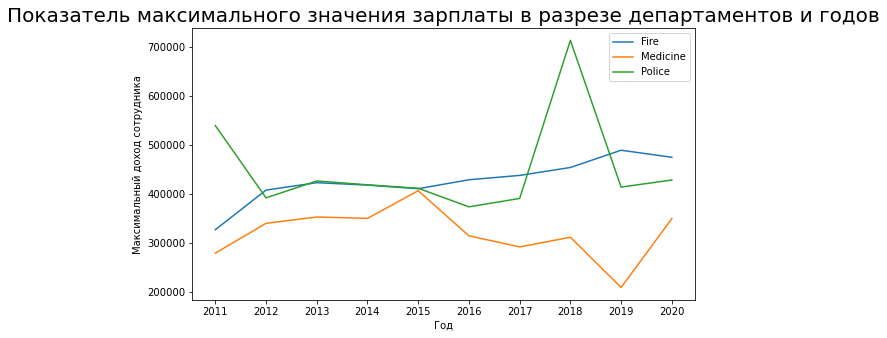 Показатель максимального значения зарплаты в разрезе департаментов и годов
Fire
Medicine
Police
700000
600000
500000
400000
300000
200000
Максимальный доход сотрудника
2011 2012 2013 2014 2015 2016 2017 2018 2019 2020
Год